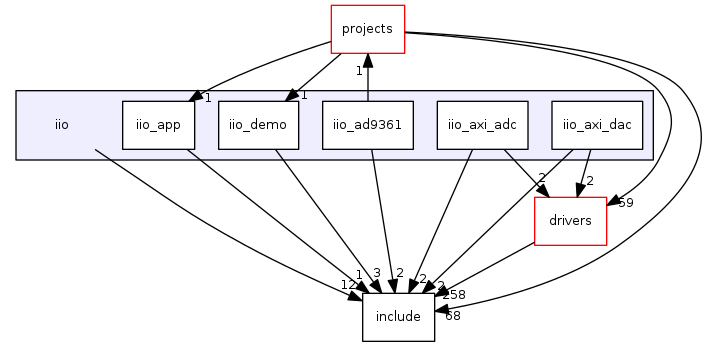 projects
1
1
1
iio
iio_app
iio_demo
iio_ad9361
iio_axi_adc
iio_axi_dac
2
2
59
drivers
12
1
3
2
2
2
258
68
include